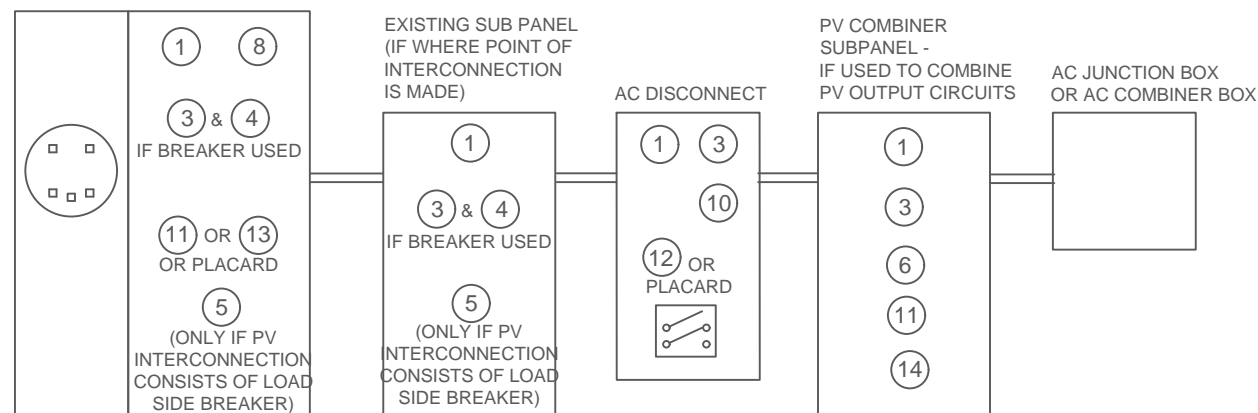 1 8
3 & 4
IF BREAKER USED
11 OR 13
OR PLACARD
5
(ONLY IF PV
INTERCONNECTION
CONSISTS OF LOAD
SIDE BREAKER)
EXISTING SUB PANEL
(IF WHERE POINT OF
INTERCONNECTION
IS MADE)
1
3 & 4
IF BREAKER USED
5
(ONLY IF PV
INTERCONNECTION
CONSISTS OF LOAD
SIDE BREAKER)
AC DISCONNECT
1 3
10
12 OR
PLACARD
PV COMBINER
SUBPANEL -
IF USED TO COMBINE
PV OUTPUT CIRCUITS
1
3
6
11
14
AC JUNCTION BOX
OR AC COMBINER BOX